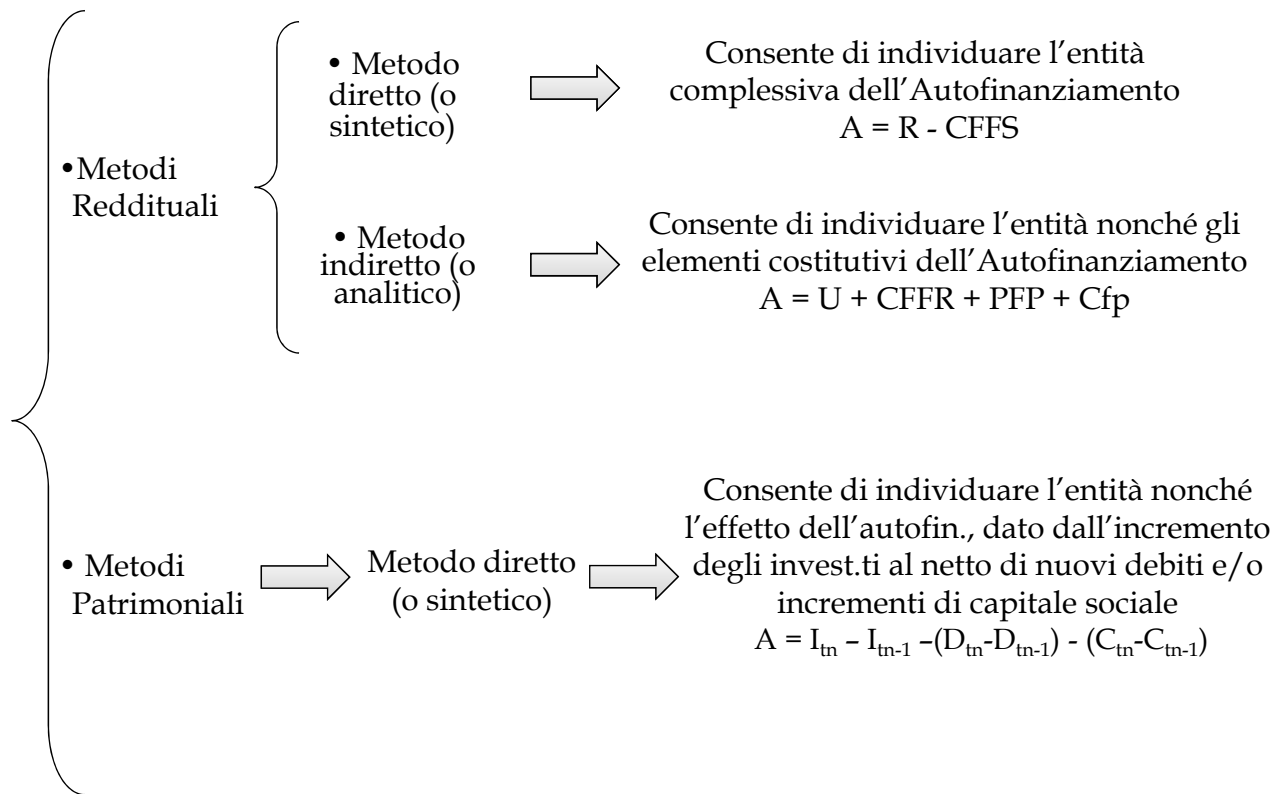 • Metodo
diretto (o
sintetico)
Consente di individuare l’entità
complessiva dell’Autofinanziamento
A = R - CFFS
•Metodi
Reddituali
• Metodo
indiretto (o
analitico)
Consente di individuare l’entità nonché gli
elementi costitutivi dell’Autofinanziamento
A = U + CFFR + PFP + Cfp
• Metodi
Patrimoniali
Metodo diretto
(o sintetico)
Consente di individuare l’entità nonché
l’effetto dell’autofin., dato dall’incremento
degli invest.ti al netto di nuovi debiti e/o
incrementi di capitale sociale
A = Itn – Itn-1 –(Dtn-Dtn-1) - (Ctn-Ctn-1)